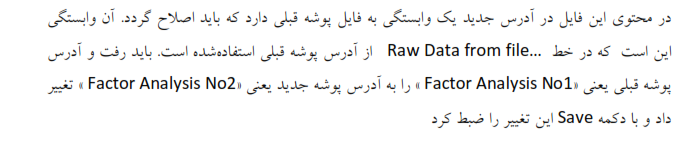 در محتوی این فایل در آدرس جدید یک وابستگی به فایل پوشه قبلی دارد که باید اصلاح گردد. آن وابستگی
این است که در خط Raw Data from file... از آدرس پوشه قبلی استفاده‌شده است. باید رفت و آدرس
پوشه قبلی یعنی «Factor Analysis No1» را به آدرس پوشه جدید یعنی «Factor Analysis No2» تغییر
داد و با دکمه Save این تغییر را ضبط کرد